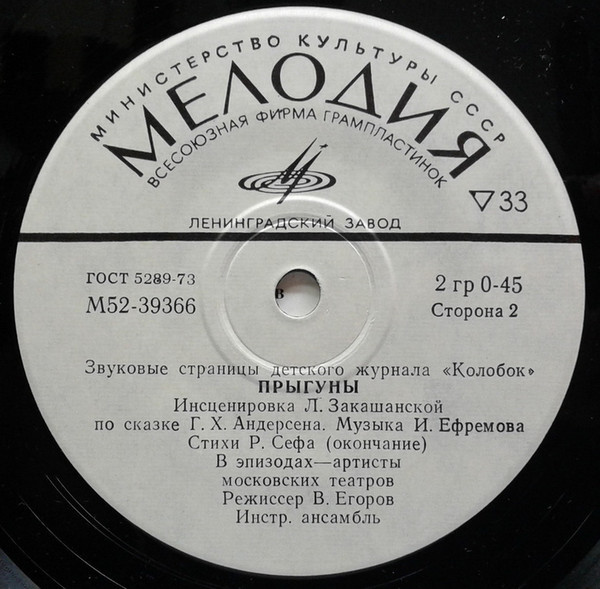 МИНИСТЕРСТВО КУЛЬТУРЫ СССР
МЕЛОДИЯ
ВСЕСОЮЗНАЯ ФИРМА ГРАМПЛАСТИНОК
33
ЛЕНИНГРАДСКИЙ ЗАВОД
ГОСТ 5289-73
М52-39366
в
2 гр 0-45
Сторона 2
Звуковые страницы детского журнала «Колобок»
ПРЫГУНЫ
Инсценировка Л. Закашанской
по сказке Г. Х. Андерсена. Музыка И. Ефремова
Стихи Р. Сефа (окончание)
В эпизодах—артисты
московских театров
Режиссер В. Егоров
Инстр. ансамбль